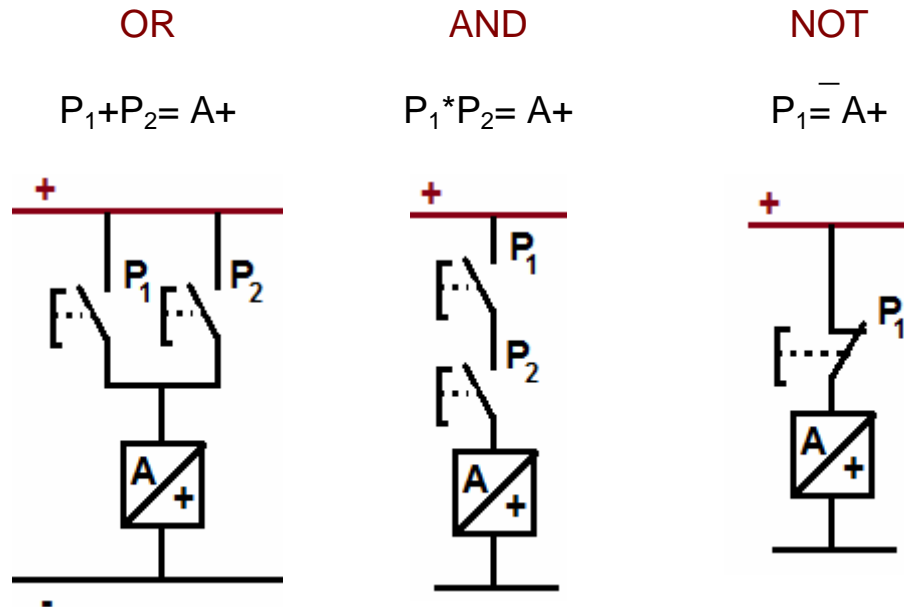 OR AND NOT
P₁+P₂= A+ P₁*P₂= A+ P₁= A̅+
+ + +
P₁ P₂ P₁ P₁
P₂
A + A + A +
-